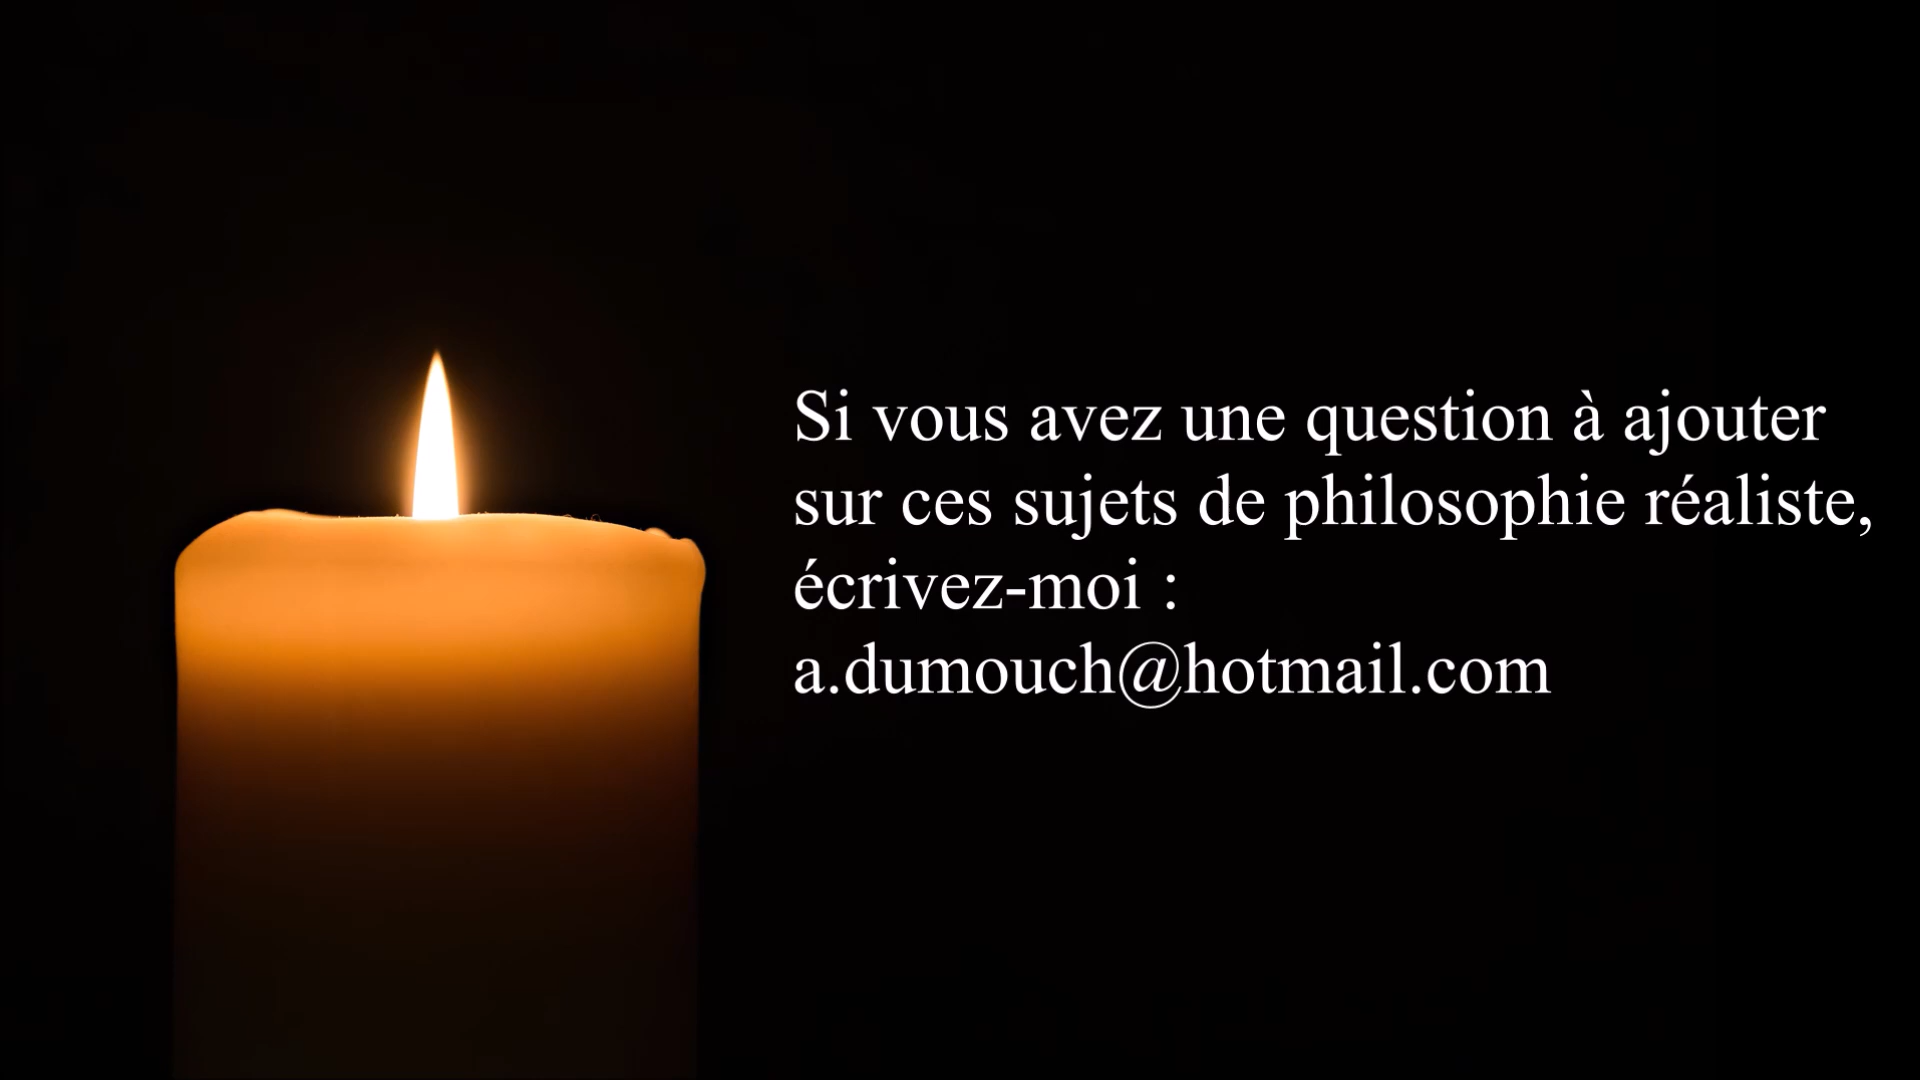 Si vous avez une question à ajouter
sur ces sujets de philosophie réaliste,
écrivez-moi :
a.dumouch@hotmail.com